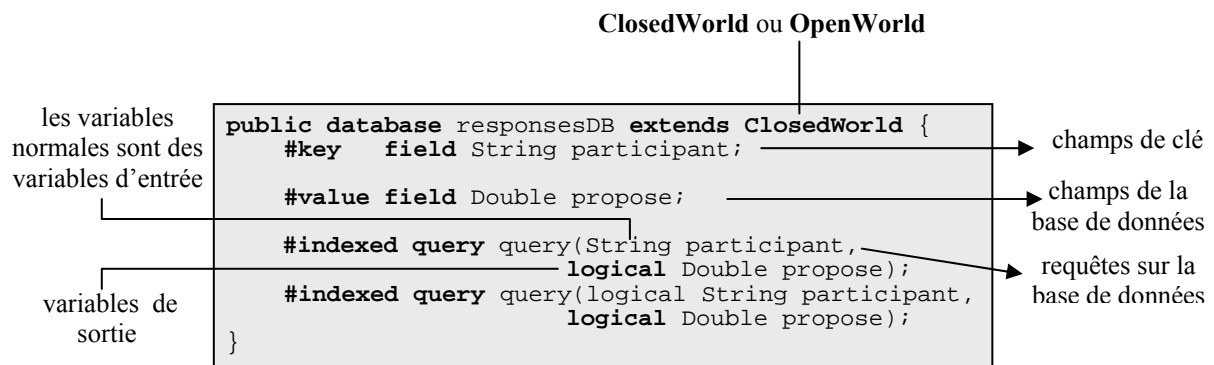 ClosedWorld ou OpenWorld
les variables
normales sont des
variables d'entrée
public database responsesDB extends ClosedWorld {
#key field String participant;
champs de clé
#value field Double propose;
champs de la
base de données
#indexed query query(String participant,
logical Double propose);
requêtes sur la
base de données
#indexed query query(logical String participant,
logical Double propose);
variables de
sortie
}